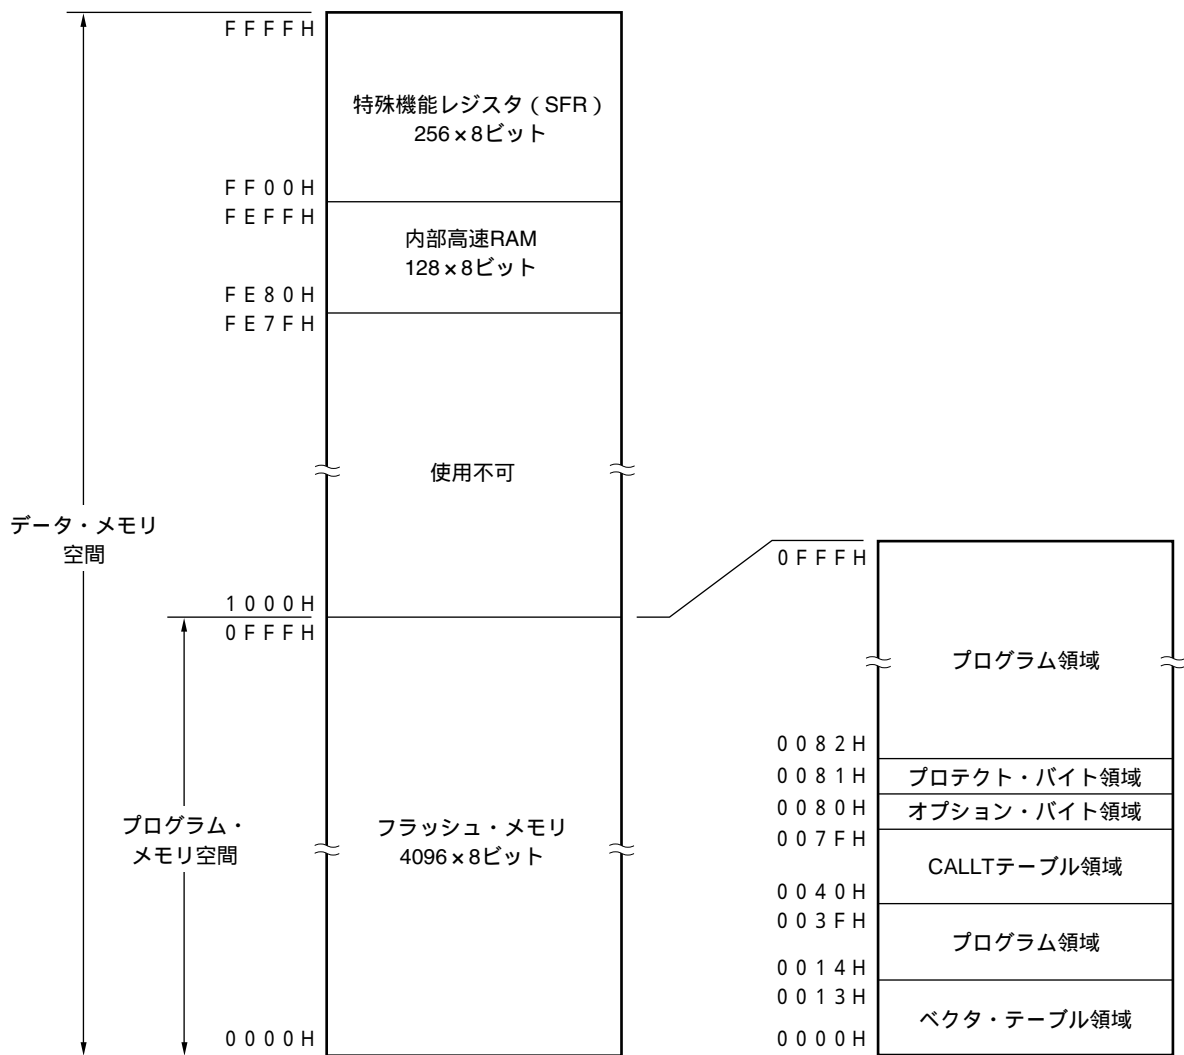 FFFFH
特殊機能レジスタ(SFR)
256×8ビット
FF00H
FEFFH
内部高速RAM
128×8ビット
FE80H
FE7FH
使用不可
データ・メモリ
空間
1000H
0FFFH
プログラム・
メモリ空間
フラッシュ・メモリ
4096×8ビット
0000H
0FFFH
プログラム領域
0082H
0081H
プロテクト・バイト領域
0080H
オプション・バイト領域
007FH
CALLTテーブル領域
0040H
003FH
プログラム領域
0014H
0013H
ベクタ・テーブル領域
0000H